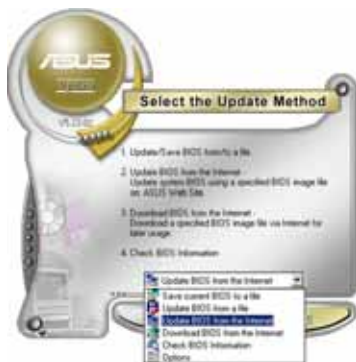 ASUS
Update
Select the Update Method
1. Update/Save BIOS from/to a file.
2. Update BIOS from the Internet -
Update system BIOS using a specified BIOS image file
on ASUS Web Site.
3. Download BIOS from the Internet -
Download a specified BIOS image file via Internet for
later usage.
4. Check BIOS Information
Update BIOS from the Internet
Save current BIOS to a file
Update BIOS from a file
Update BIOS from the Internet
Download BIOS from the Internet
Check BIOS Information
Options